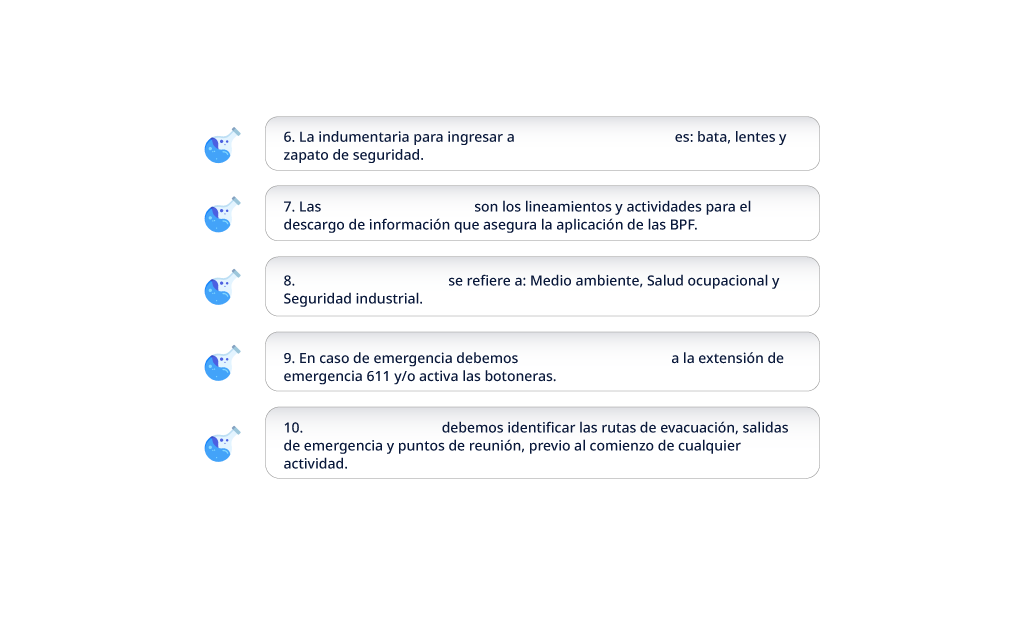 6. La indumentaria para ingresar a es: bata, lentes y
zapato de seguridad.
7. Las son los lineamientos y actividades para el
descargo de información que asegura la aplicación de las BPF.
8. se refiere a: Medio ambiente, Salud ocupacional y
Seguridad industrial.
9. En caso de emergencia debemos a la extensión de
emergencia 611 y/o activa las botoneras.
10. debemos identificar las rutas de evacuación, salidas
de emergencia y puntos de reunión, previo al comienzo de cualquier
actividad.